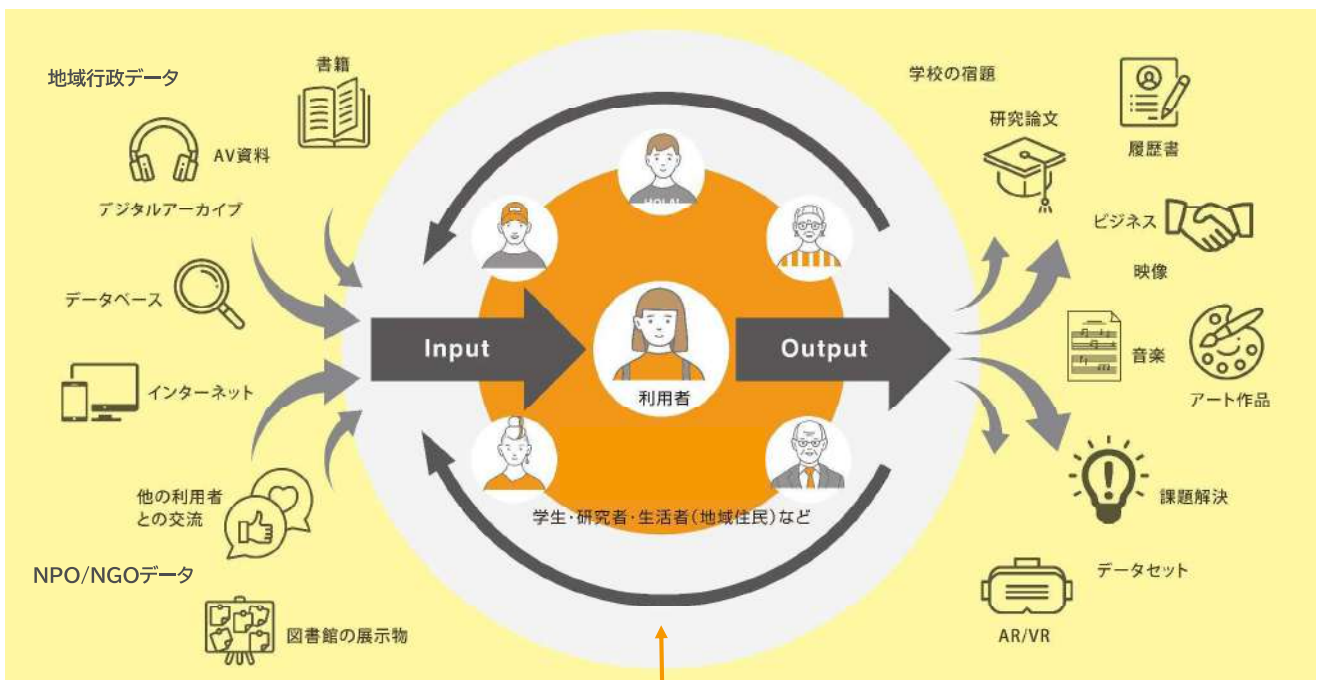 地域行政データ
書籍
AV資料
デジタルアーカイブ
データベース
インターネット
他の利用者
との交流
NPO/NGOデータ
図書館の展示物
HOLA!
Input
利用者
Output
学生・研究者・生活者(地域住民)など
学校の宿題
研究論文
履歴書
ビジネス
映像
音楽
アート作品
課題解決
データセット
AR/VR